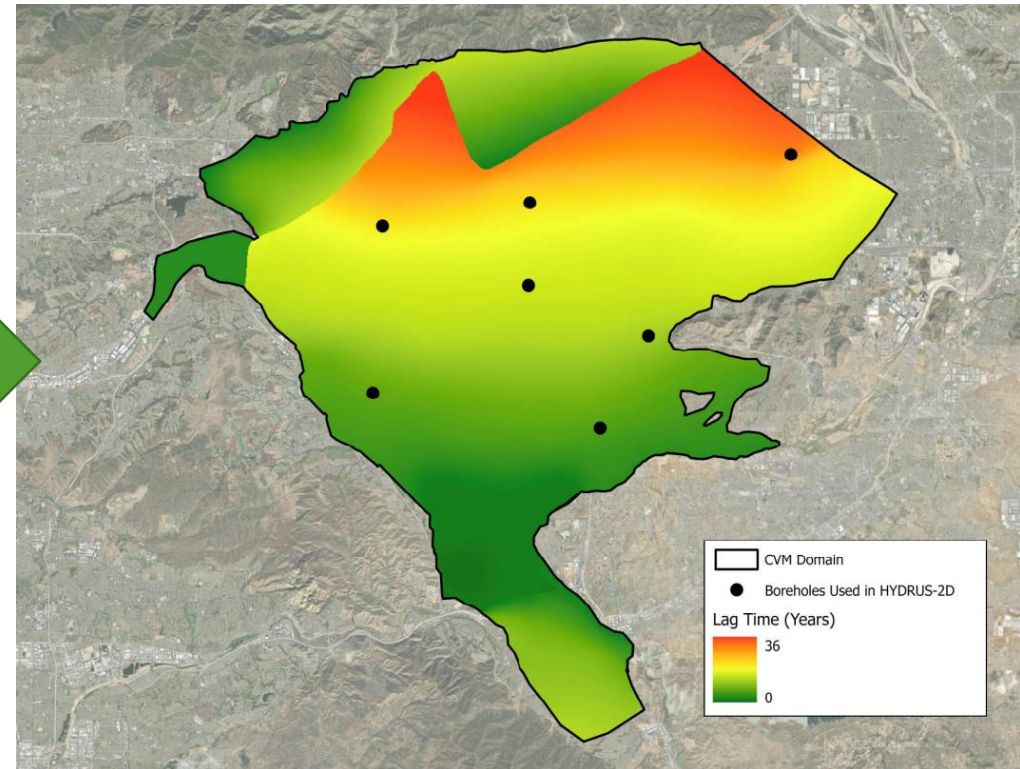 CVM Domain
Boreholes Used in HYDRUS-2D
Lag Time (Years)
36
0